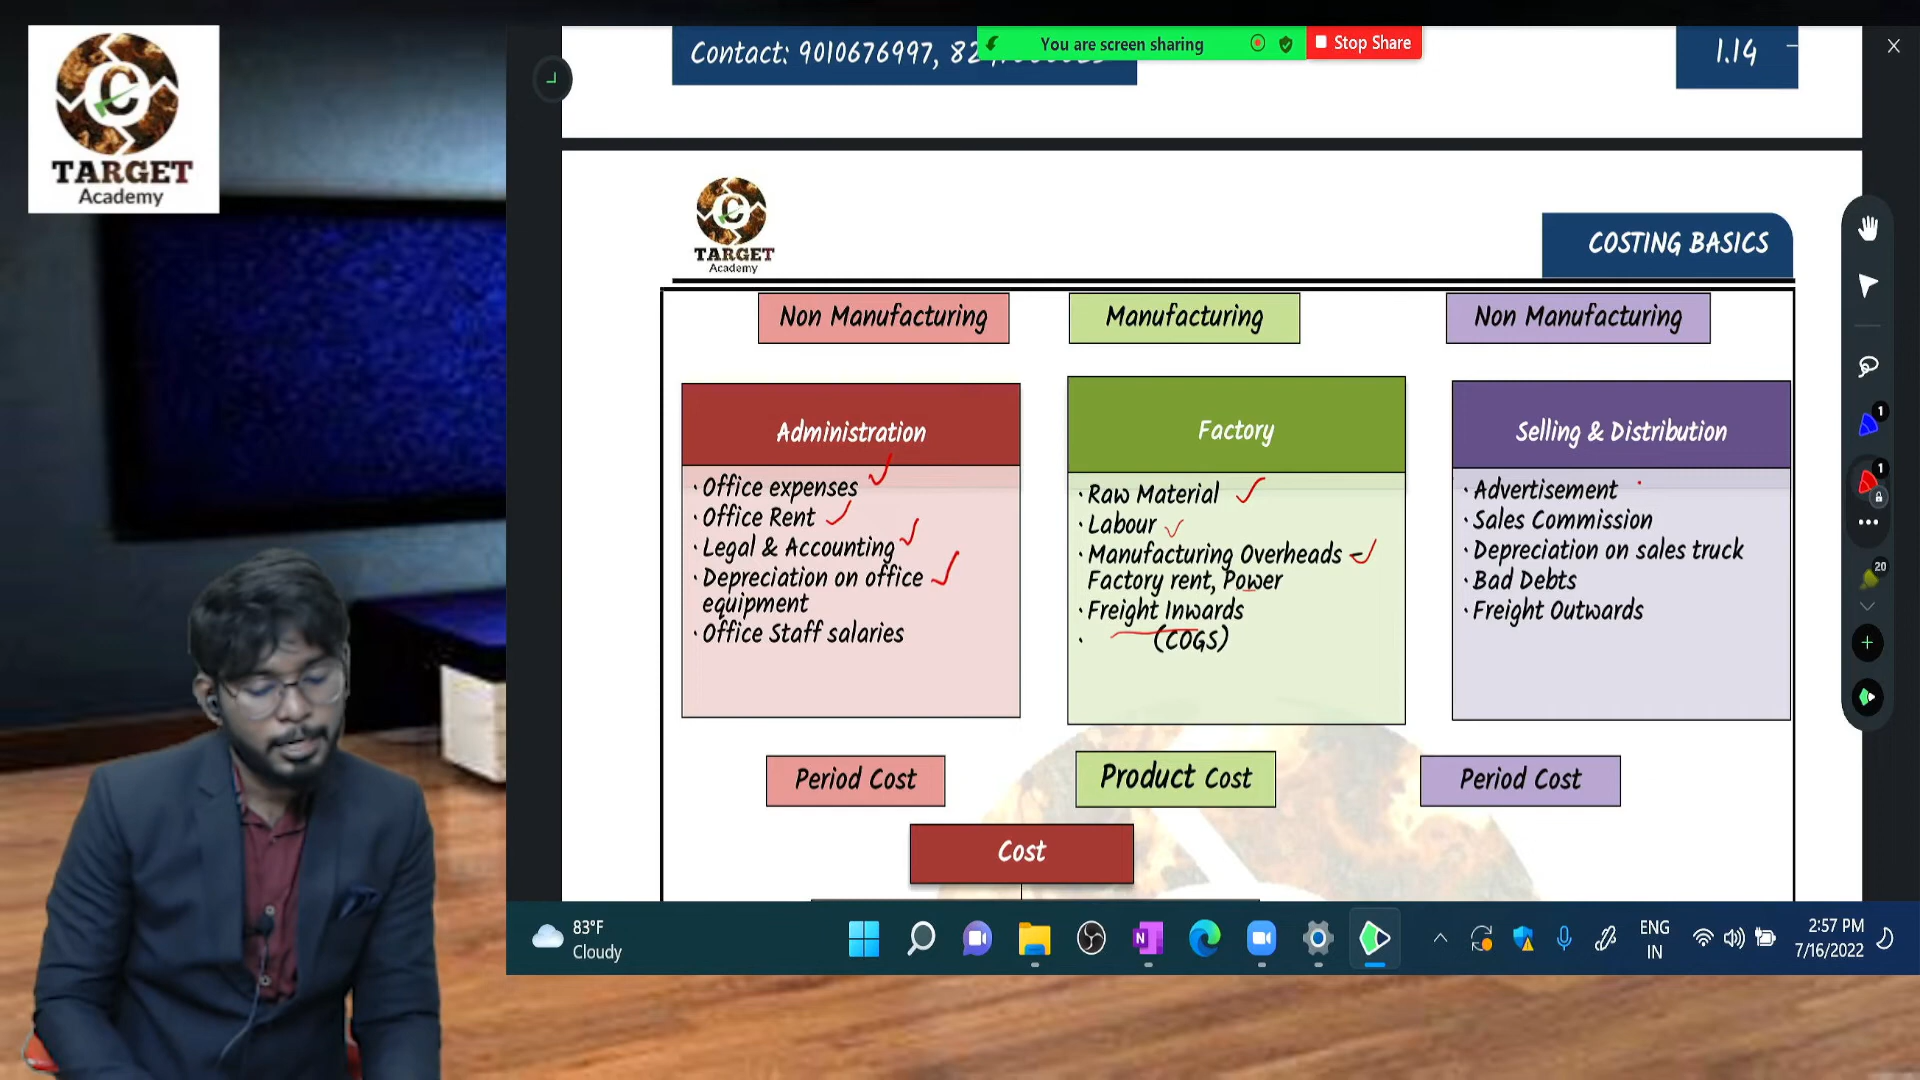 TARGET
Academy
Contact: 9010676997, 82
You are screen sharing
Stop Share
1.14
TARGET
Academy
COSTING BASICS
Non Manufacturing
Manufacturing
Non Manufacturing
Administration
· Office expenses
· Office Rent
· Legal & Accounting
· Depreciation on office
equipment
· Office Staff salaries
Factory
· Raw Material
· Labour
· Manufacturing Overheads -
Factory rent, Power
· Freight Inwards
· (COGS)
Selling & Distribution
· Advertisement
· Sales Commission
· Depreciation on sales truck
· Bad Debts
· Freight Outwards
Period Cost
Product Cost
Period Cost
Cost
1
1
20
83°F
Cloudy
ENG
IN
2:57 PM
7/16/2022